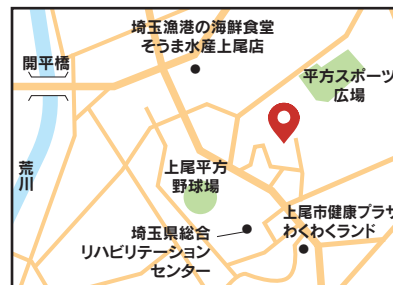 埼玉漁港の海鮮食堂
そうま水産上尾店
開平橋
平方スポーツ
広場
荒川
上尾平方
野球場
埼玉県総合
リハビリテーション
センター
上尾市健康プラザ
わくわくランド